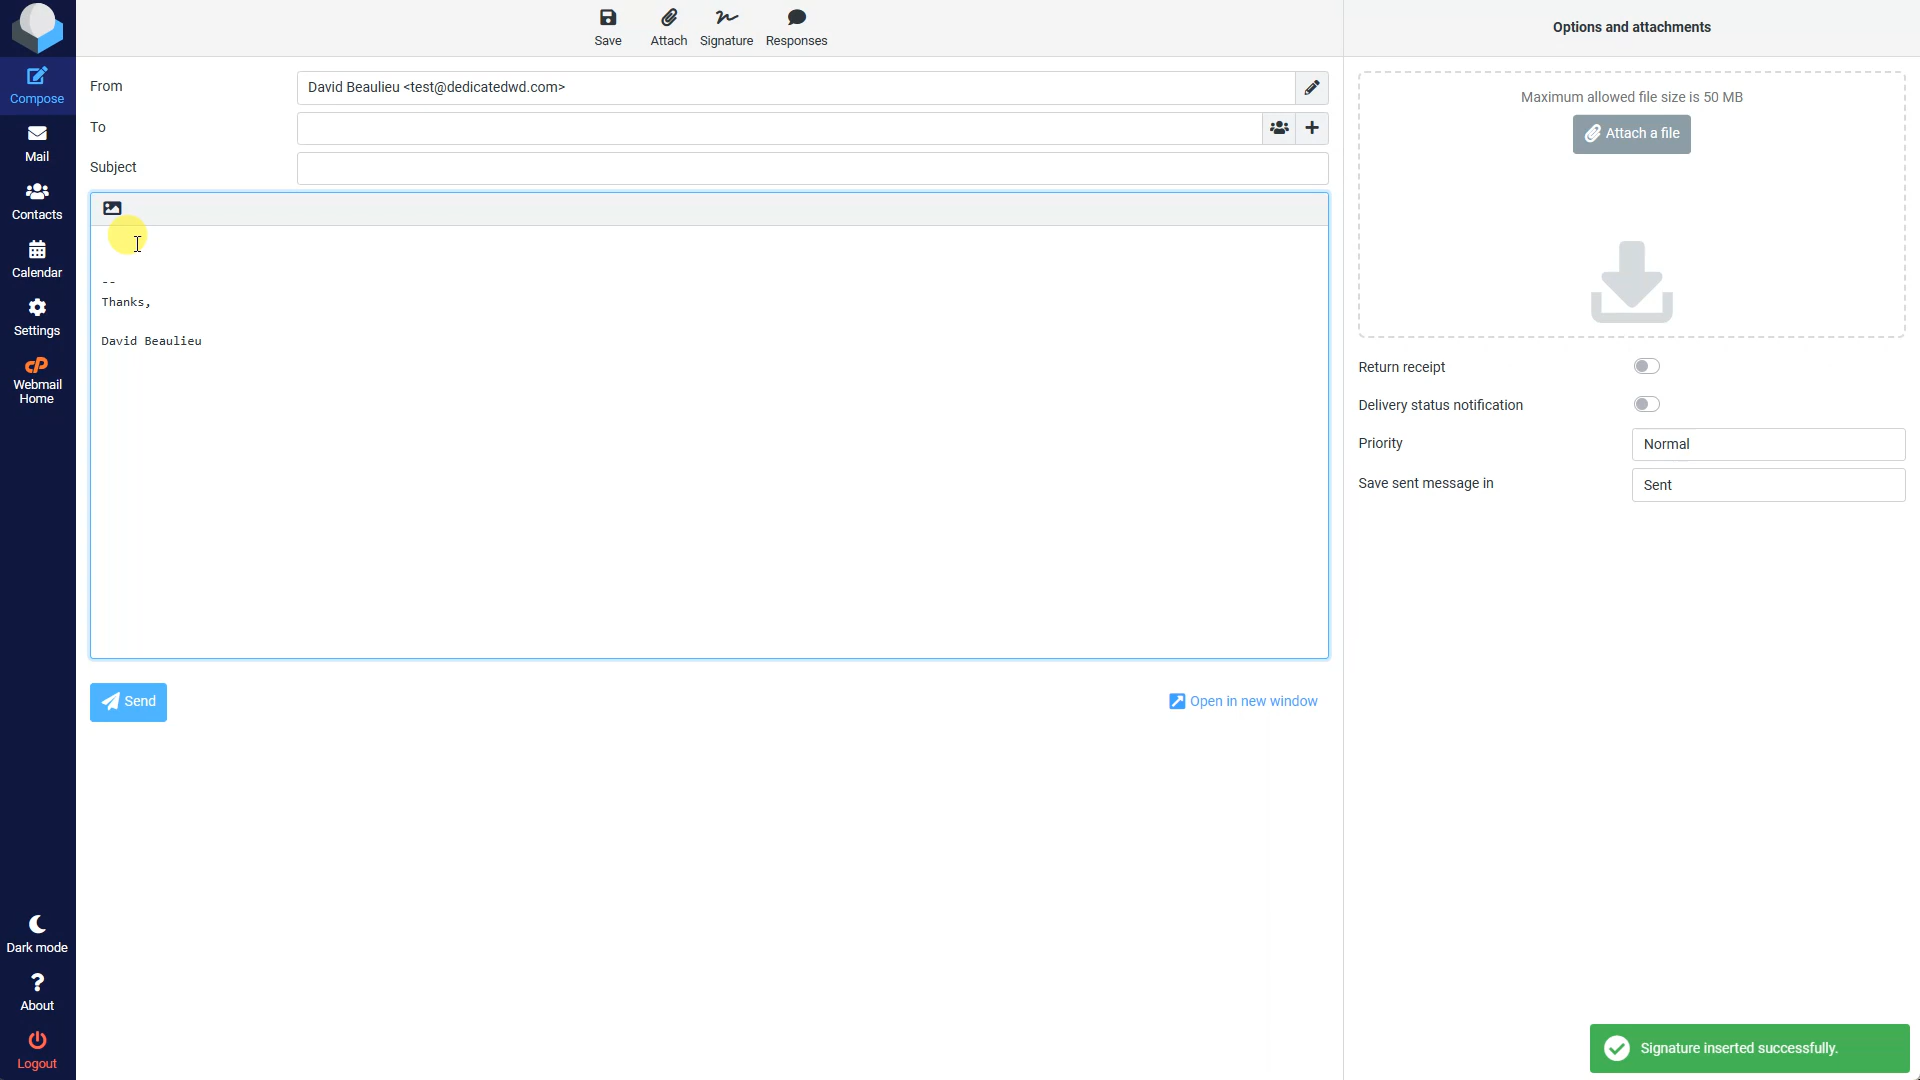 Save
Attach
Signature
Responses
Options and attachments
Compose
Mail
Contacts
Calendar
Settings
Webmail
Home
Dark mode
About
Logout
From
David Beaulieu <test@dedicatedwd.com>
To
Subject
--
Thanks,
David Beaulieu
Send
Open in new window
Maximum allowed file size is 50 MB
Attach a file
Return receipt
Delivery status notification
Priority
Normal
Save sent message in
Sent
Signature inserted successfully.